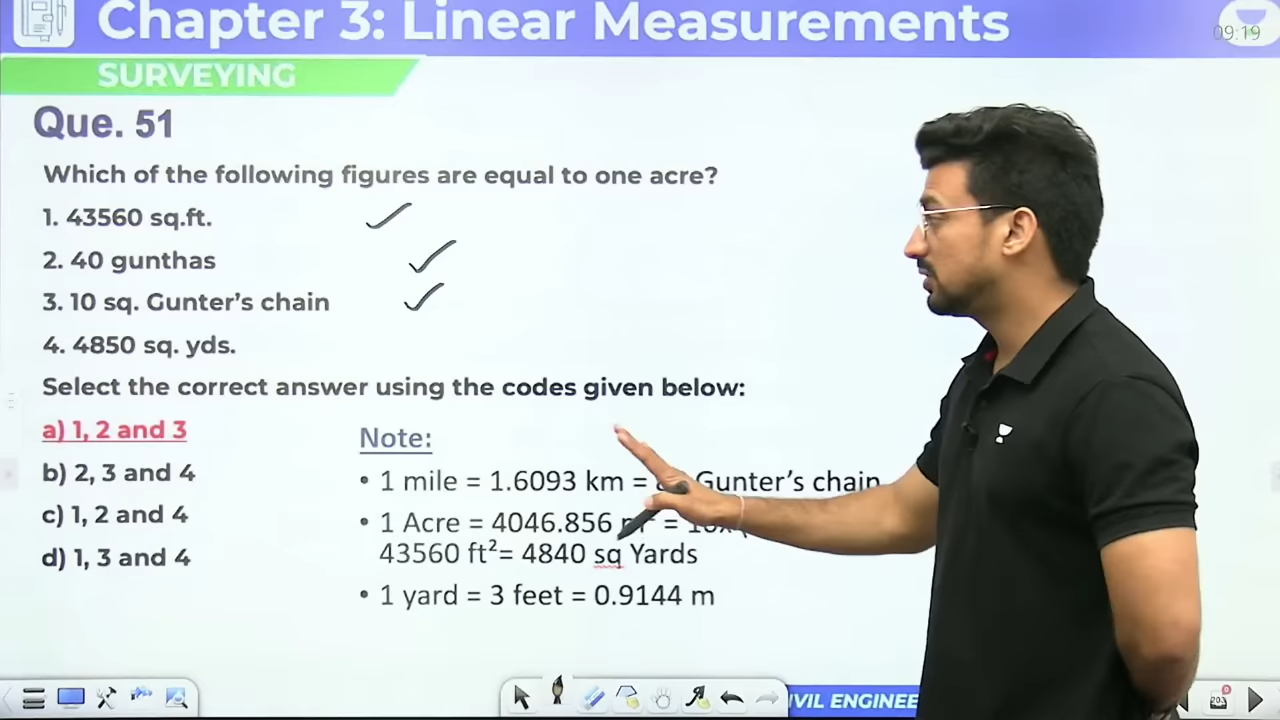 Chapter 3: Linear Measurements
09:19
SURVEYING
Que. 51
Which of the following figures are equal to one acre?
1. 43560 sq.ft.
2. 40 gunthas
3. 10 sq. Gunter's chain
4. 4850 sq. yds.
Select the correct answer using the codes given below:
a) 1, 2 and 3
b) 2, 3 and 4
c) 1, 2 and 4
d) 1, 3 and 4
Note:
• 1 mile = 1.6093 km = Gunter's chain
• 1 Acre = 4046.856 =
43560 ft²= 4840 sq Yards
• 1 yard = 3 feet = 0.9144 m
IVIL ENGINEE
203